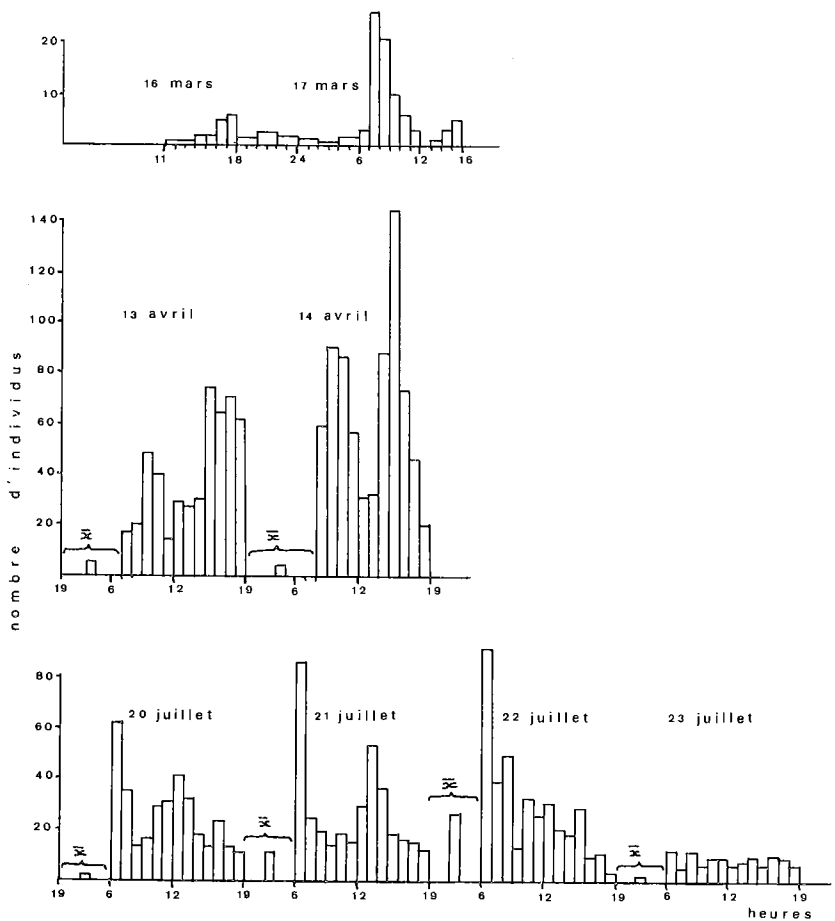 20
10
16 mars
17 mars
11 18 24 6 12 16
nombre d'individus
140
120
100
80
60
40
20
13 avril
14 avril
x̄ x̄
19 6 12 19 6 12 19
80
60
40
20
20 juillet
21 juillet
22 juillet
23 juillet
x̄ x̄ x̄ x̄
19 6 12 19 6 12 19 6 12 19 6 12 19
heures